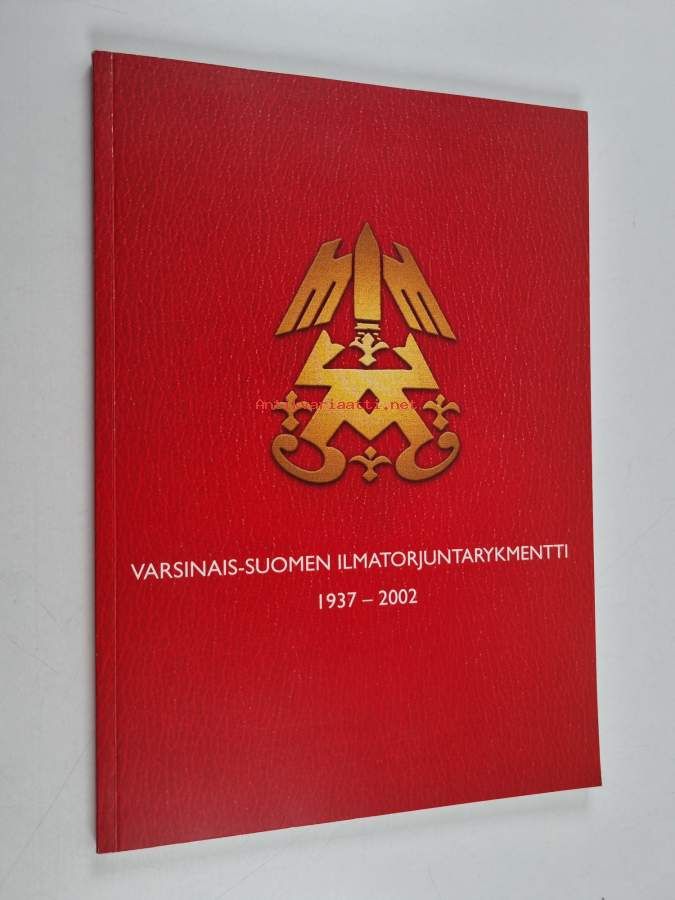 Antikvariaatti.net
VARSINAIS-SUOMEN ILMATORJUNTARYKMENTTI
1937 – 2002